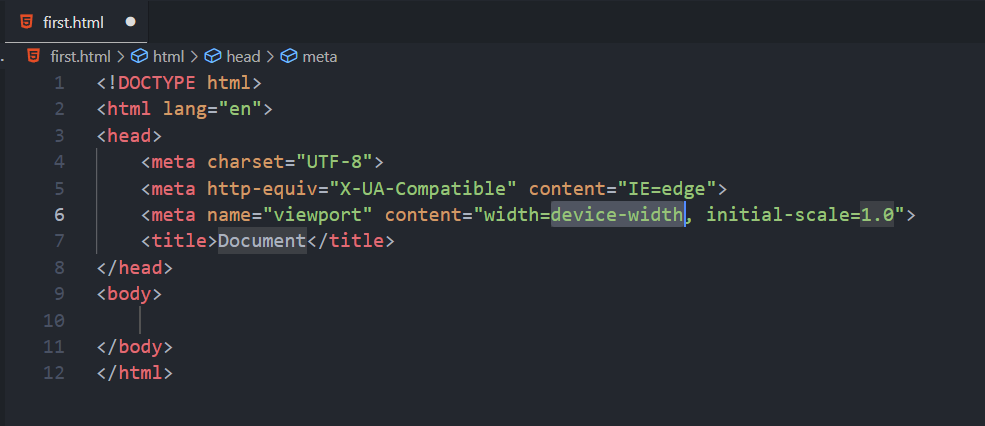 first.html
first.html > html > head > meta
1 <!DOCTYPE html>
2 <html lang="en">
3 <head>
4     <meta charset="UTF-8">
5     <meta http-equiv="X-UA-Compatible" content="IE=edge">
6     <meta name="viewport" content="width=device-width, initial-scale=1.0">
7     <title>Document</title>
8 </head>
9 <body>
10
11 </body>
12 </html>